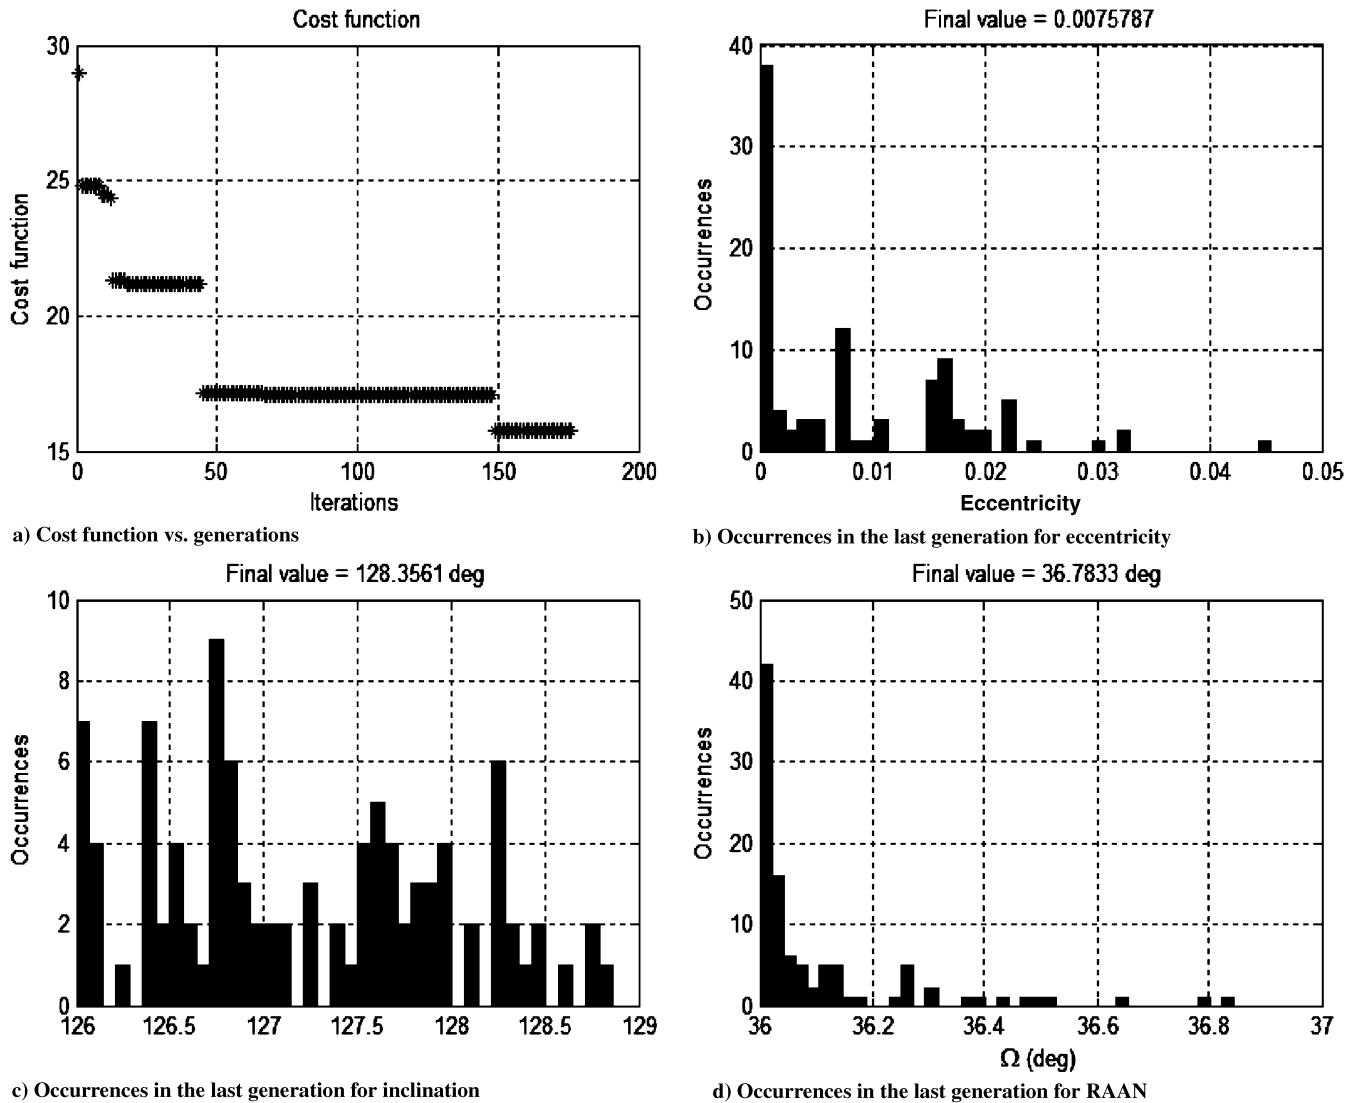 Cost function
30
25
20
15
Cost function
0 50 100 150 200
Iterations
a) Cost function vs. generations
Final value = 0.0075787
40
30
20
10
0
Occurrences
0 0.01 0.02 0.03 0.04 0.05
Eccentricity
b) Occurrences in the last generation for eccentricity
Final value = 128.3561 deg
10
8
6
4
2
0
Occurrences
126 126.5 127 127.5 128 128.5 129
c) Occurrences in the last generation for inclination
Final value = 36.7833 deg
50
40
30
20
10
0
Occurrences
36 36.2 36.4 36.6 36.8 37
Ω (deg)
d) Occurrences in the last generation for RAAN